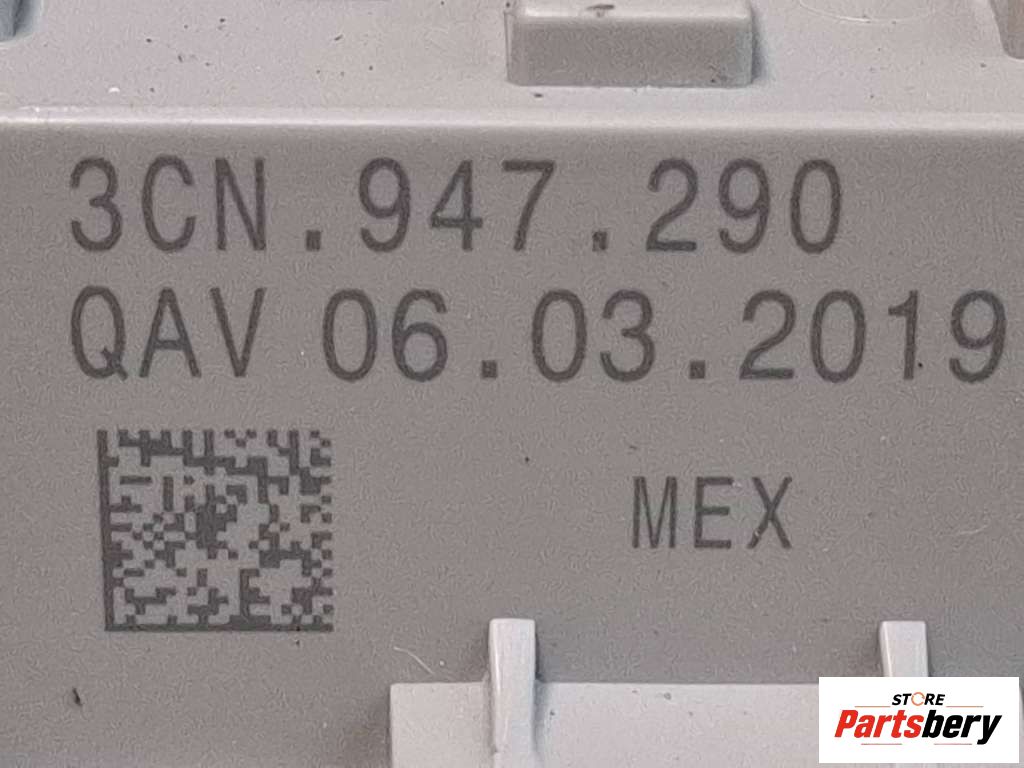 3CN.947.290
QAV 06.03.2019
MEX
STORE
Partsbery